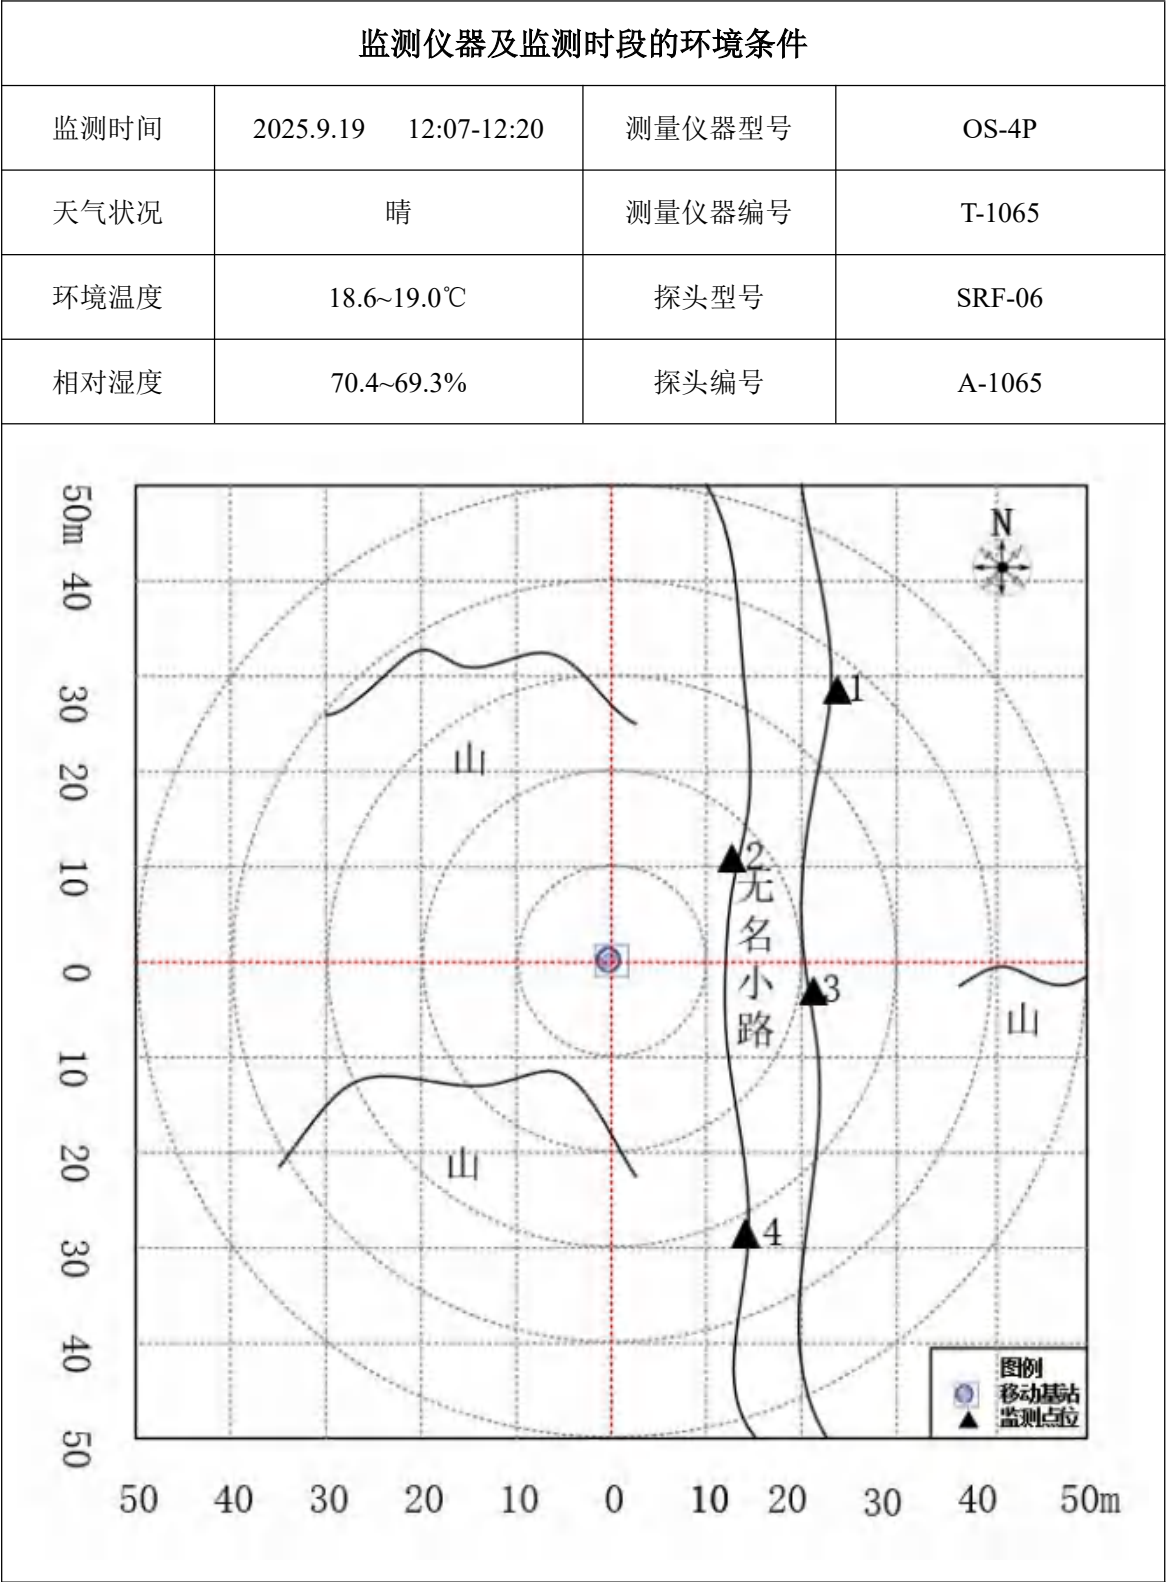 监测仪器及监测时段的环境条件
监测时间 2025.9.19 12:07-12:20 测量仪器型号 OS-4P
天气状况 晴 测量仪器编号 T-1065
环境温度 18.6~19.0℃ 探头型号 SRF-06
相对湿度 70.4~69.3% 探头编号 A-1065
50m
40
30
20
10
0
10
20
30
40
50
N
1
山
2
无名小路
3
山
山
4
图例
移动基站
监测点位
50 40 30 20 10 0 10 20 30 40 50m